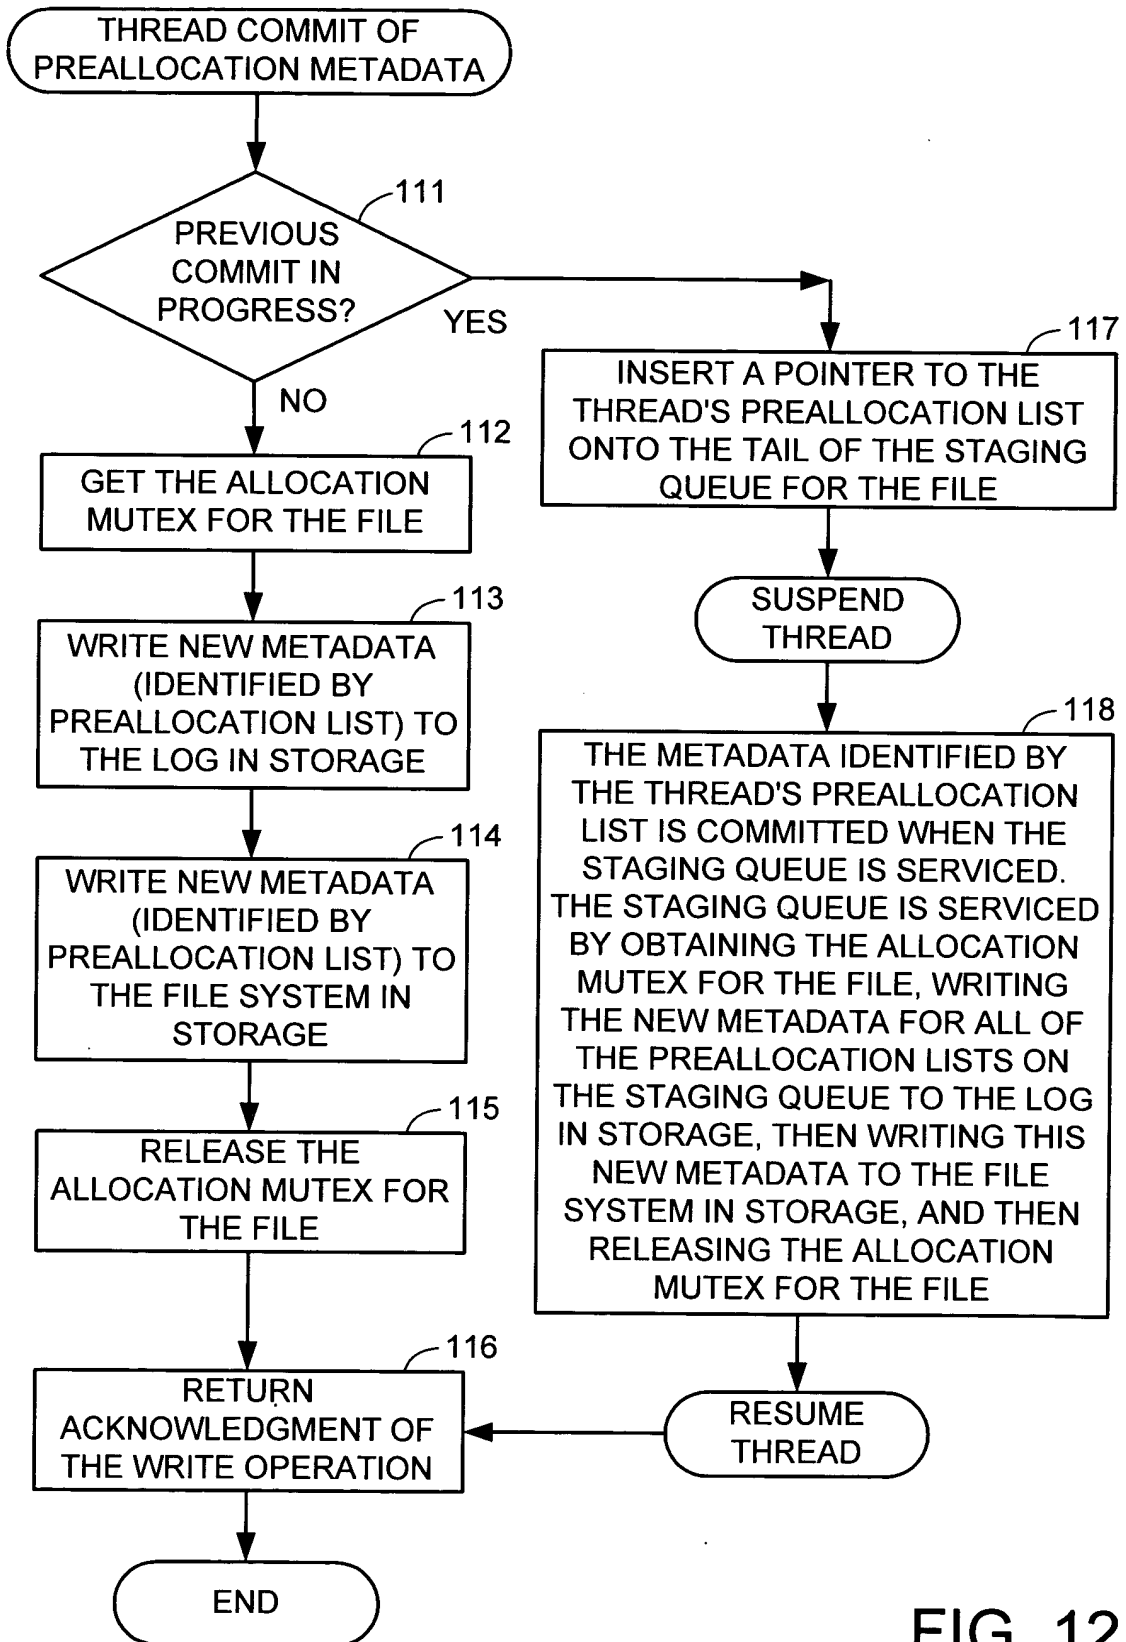 THREAD COMMIT OF
PREALLOCATION METADATA
111
PREVIOUS
COMMIT IN
PROGRESS?
YES
NO
112
GET THE ALLOCATION
MUTEX FOR THE FILE
113
WRITE NEW METADATA
(IDENTIFIED BY
PREALLOCATION LIST) TO
THE LOG IN STORAGE
114
WRITE NEW METADATA
(IDENTIFIED BY
PREALLOCATION LIST) TO
THE FILE SYSTEM IN
STORAGE
115
RELEASE THE
ALLOCATION MUTEX FOR
THE FILE
116
RETURN
ACKNOWLEDGMENT OF
THE WRITE OPERATION
END
117
INSERT A POINTER TO THE
THREAD'S PREALLOCATION LIST
ONTO THE TAIL OF THE STAGING
QUEUE FOR THE FILE
SUSPEND
THREAD
118
THE METADATA IDENTIFIED BY
THE THREAD'S PREALLOCATION
LIST IS COMMITTED WHEN THE
STAGING QUEUE IS SERVICED.
THE STAGING QUEUE IS SERVICED
BY OBTAINING THE ALLOCATION
MUTEX FOR THE FILE, WRITING
THE NEW METADATA FOR ALL OF
THE PREALLOCATION LISTS ON
THE STAGING QUEUE TO THE LOG
IN STORAGE, THEN WRITING THIS
NEW METADATA TO THE FILE
SYSTEM IN STORAGE, AND THEN
RELEASING THE ALLOCATION
MUTEX FOR THE FILE
RESUME
THREAD
FIG. 12